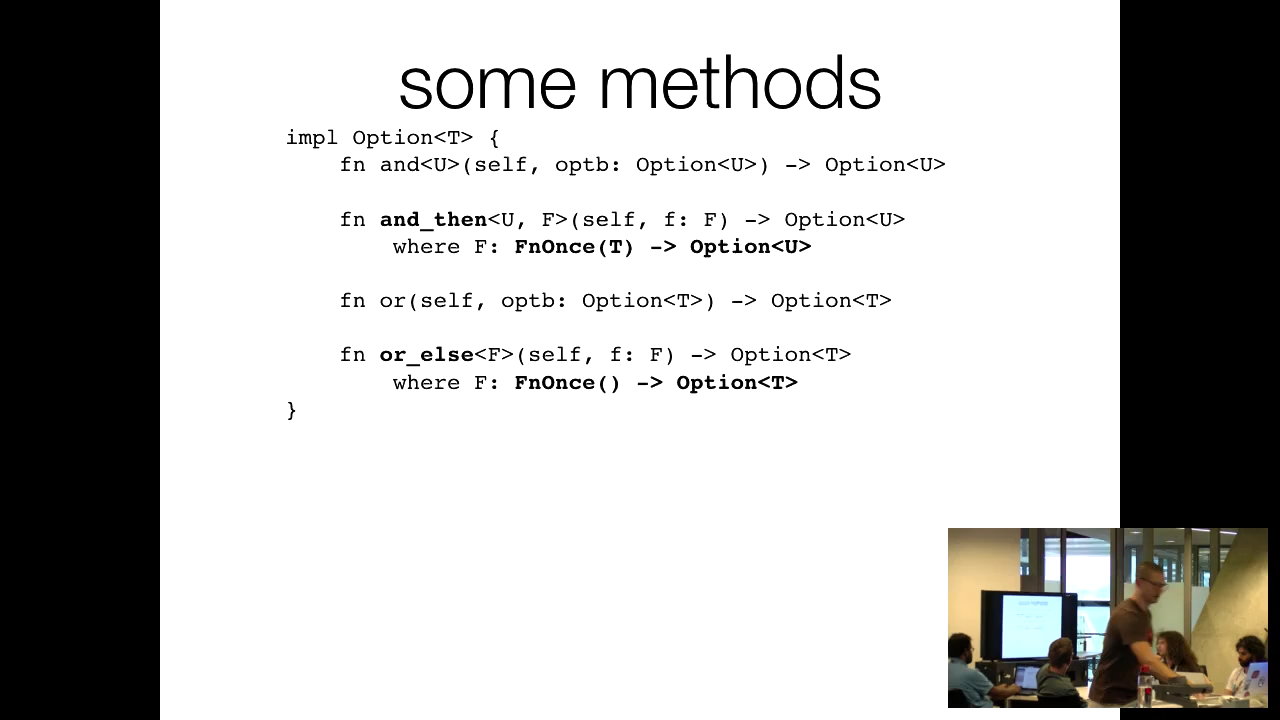 some methods
impl Option<T> {
fn and<U>(self, optb: Option<U>) -> Option<U>
fn and_then<U, F>(self, f: F) -> Option<U>
where F: FnOnce(T) -> Option<U>
fn or(self, optb: Option<T>) -> Option<T>
fn or_else<F>(self, f: F) -> Option<T>
where F: FnOnce() -> Option<T>
}